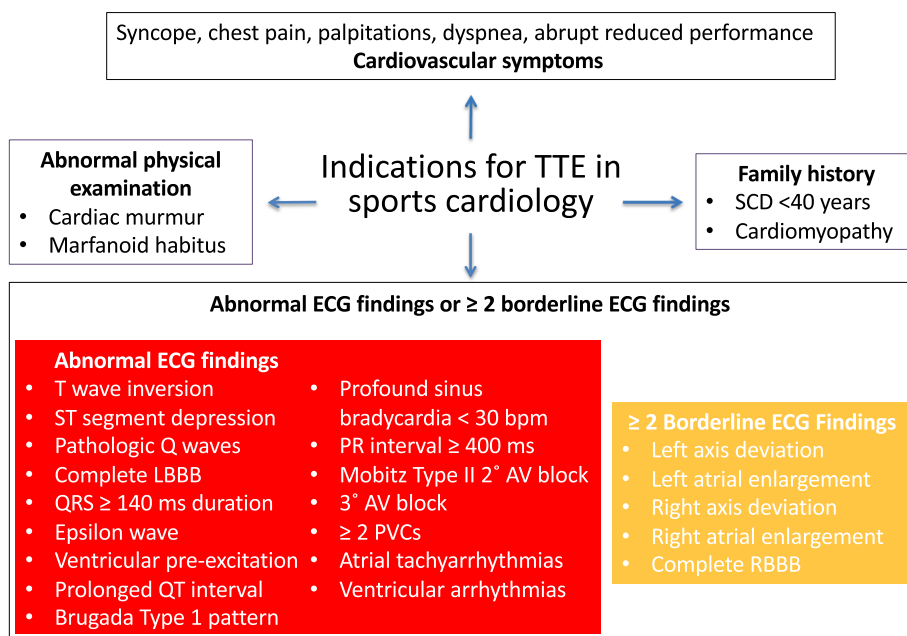 Syncope, chest pain, palpitations, dyspnea, abrupt reduced performance
Cardiovascular symptoms
Abnormal physical
examination
• Cardiac murmur
• Marfanoid habitus
Indications for TTE in
sports cardiology
Family history
• SCD <40 years
• Cardiomyopathy
Abnormal ECG findings or ≥ 2 borderline ECG findings
Abnormal ECG findings
• T wave inversion
• ST segment depression
• Pathologic Q waves
• Complete LBBB
• QRS ≥ 140 ms duration
• Epsilon wave
• Ventricular pre-excitation
• Prolonged QT interval
• Brugada Type 1 pattern
• Profound sinus
bradycardia < 30 bpm
• PR interval ≥ 400 ms
• Mobitz Type II 2˚ AV block
• 3˚ AV block
• ≥ 2 PVCs
• Atrial tachyarrhythmias
• Ventricular arrhythmias
≥ 2 Borderline ECG Findings
• Left axis deviation
• Left atrial enlargement
• Right axis deviation
• Right atrial enlargement
• Complete RBBB